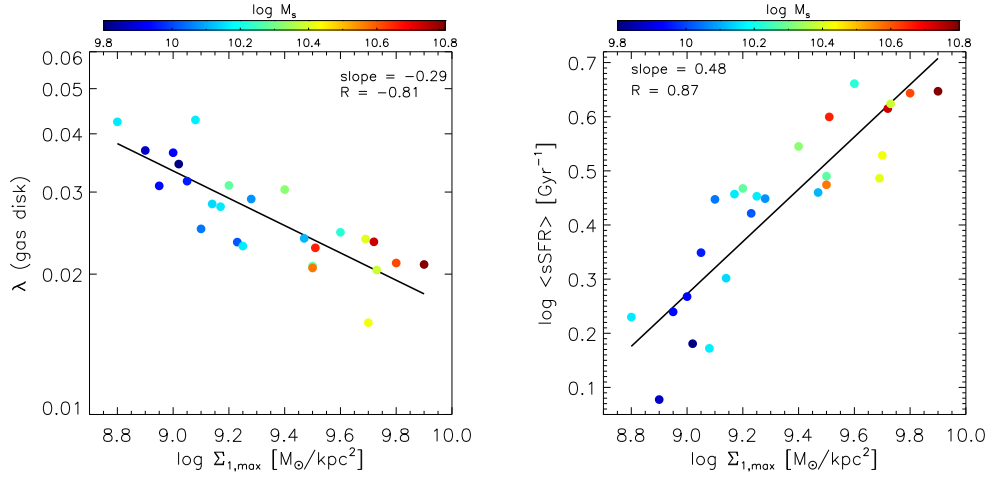 log Mₛ
9.8 10 10.2 10.4 10.6 10.8
0.06
0.05
0.04
0.03
0.02
0.01
λ (gas disk)
slope = −0.29
R = −0.81
8.8 9.0 9.2 9.4 9.6 9.8 10.0
log Σ₁,max [M⊙/kpc²]
log Mₛ
9.8 10 10.2 10.4 10.6 10.8
0.7
0.6
0.5
0.4
0.3
0.2
0.1
log <sSFR> [Gyr⁻¹]
slope = 0.48
R = 0.87
8.8 9.0 9.2 9.4 9.6 9.8 10.0
log Σ₁,max [M⊙/kpc²]